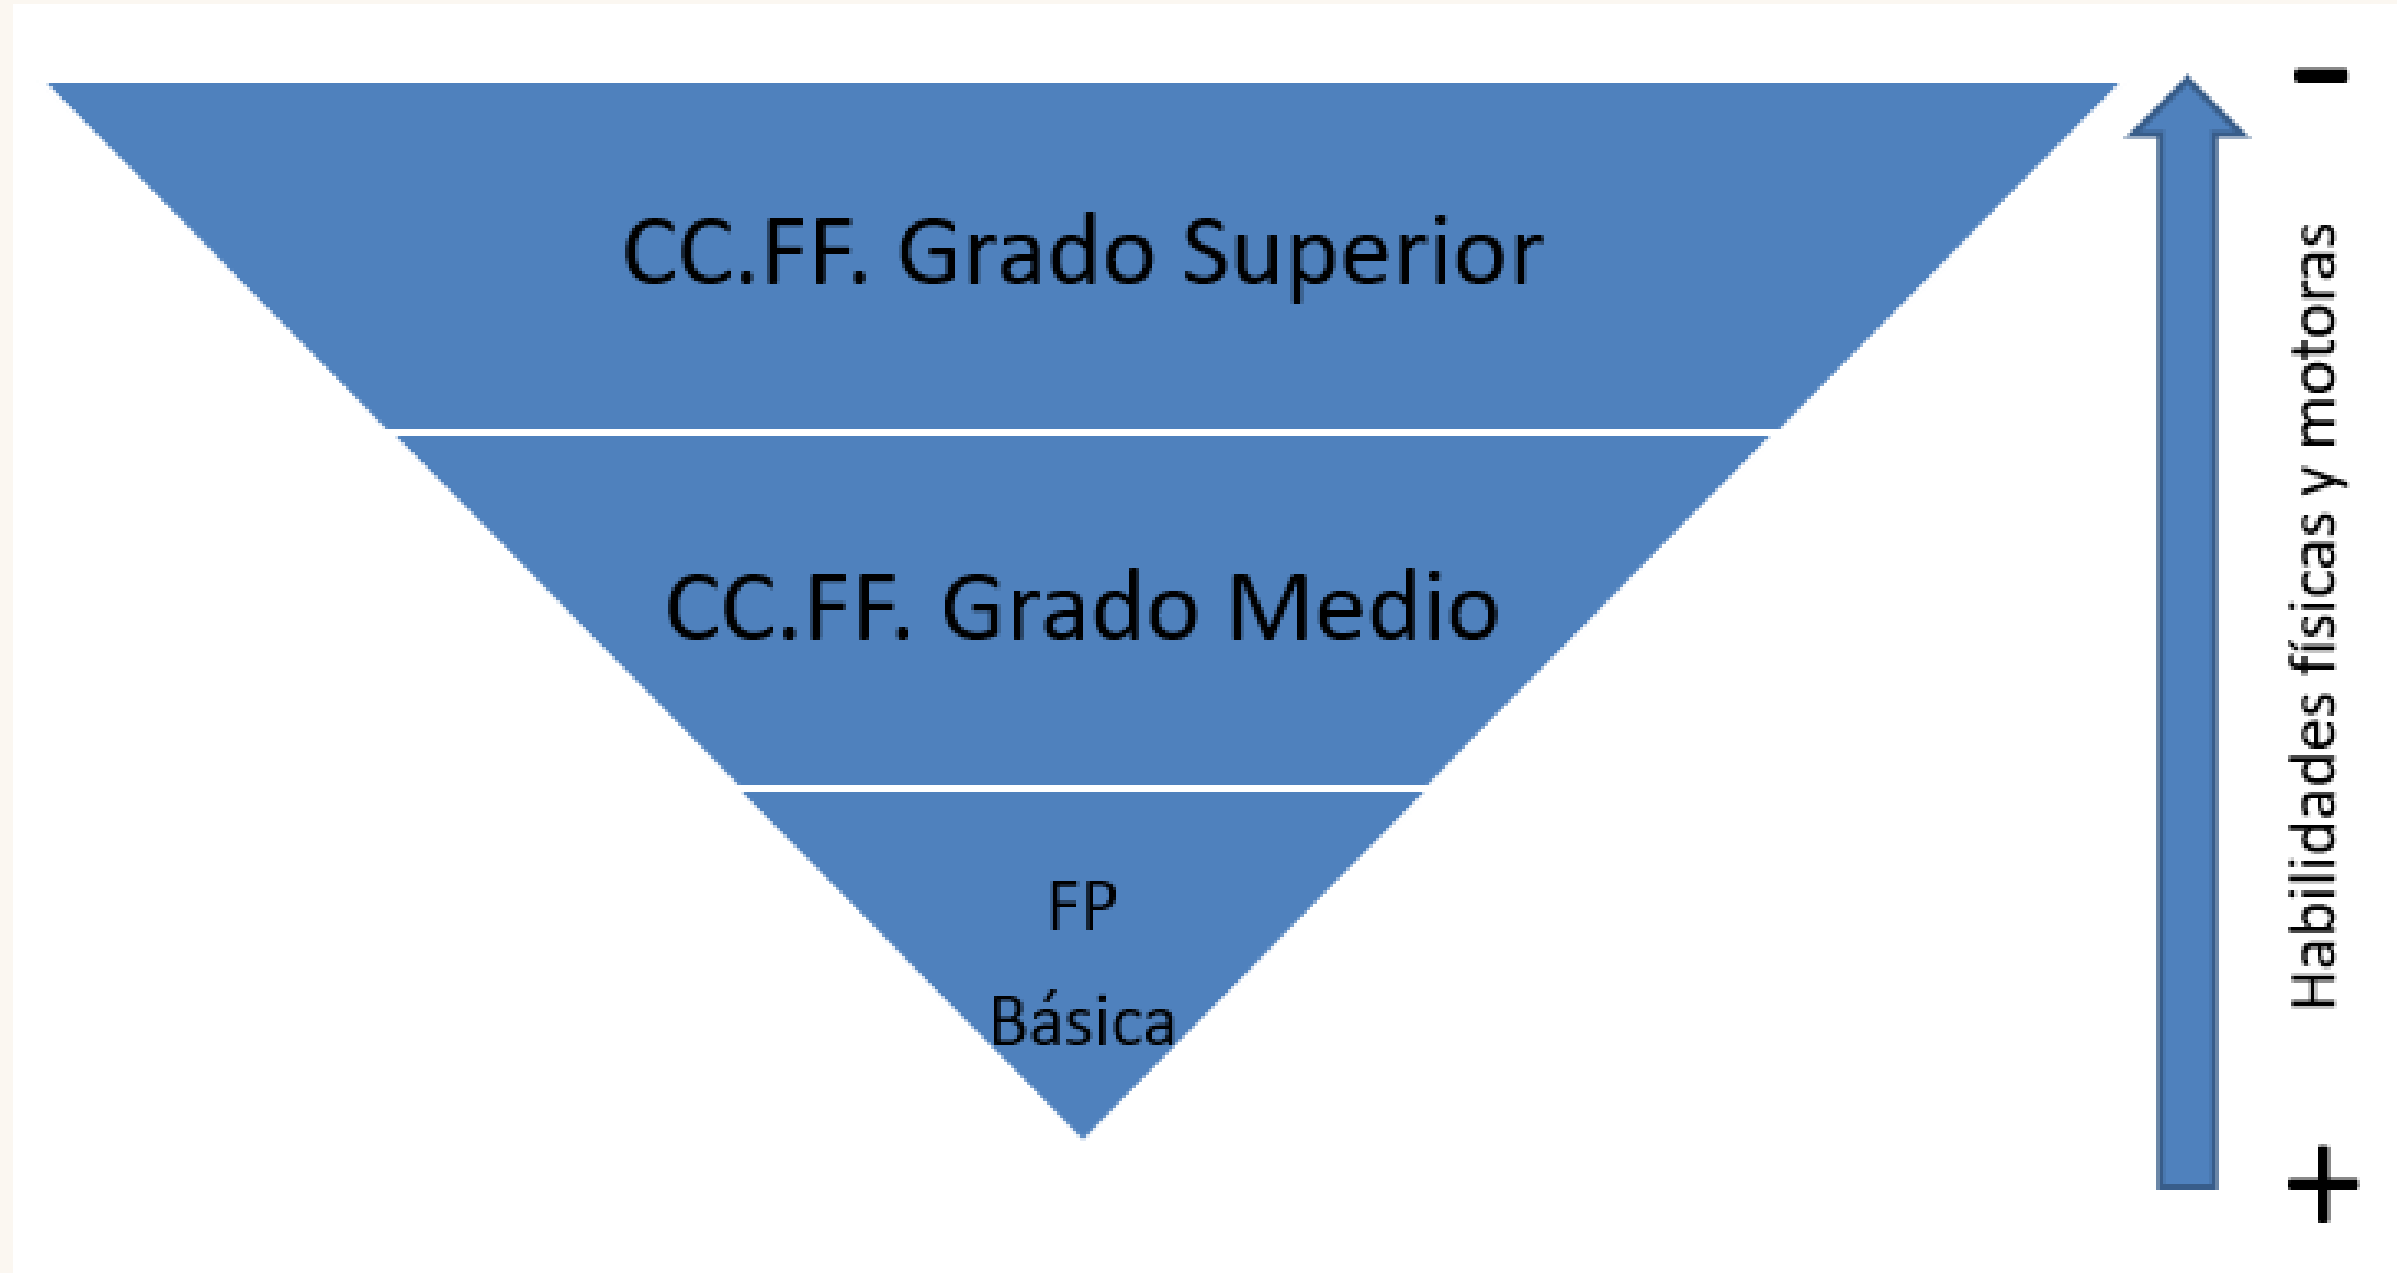 CC.FF. Grado Superior
CC.FF. Grado Medio
FP
Básica
-
Habilidades físicas y motoras
+